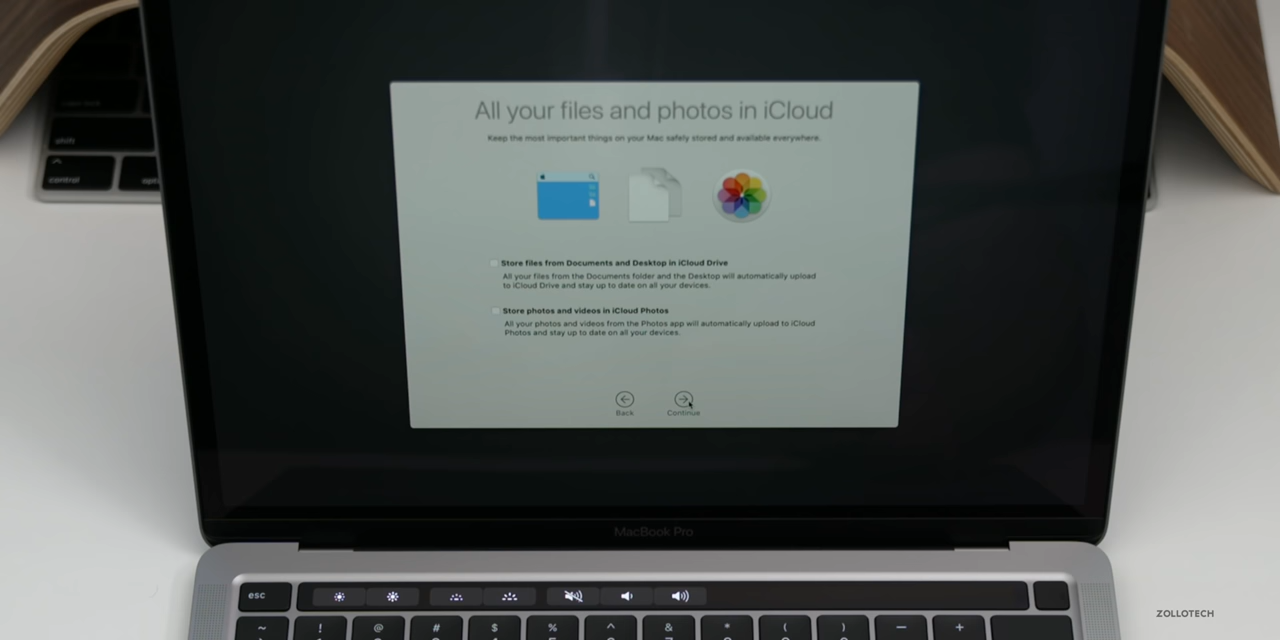 All your files and photos in iCloud
Keep the most important things on your Mac safely stored and available everywhere.
Store files from Documents and Desktop in iCloud Drive
All your files from the Documents folder and the Desktop will automatically upload
to iCloud Drive and stay up to date on all your devices.
Store photos and videos in iCloud Photos
All your photos and videos from the Photos app will automatically upload to iCloud
Photos and stay up to date on all your devices.
Back Continue
shift
control
MacBook Pro
esc
~ ! @ # $ % ^ & * ( ) — +
ZOLLOTECH